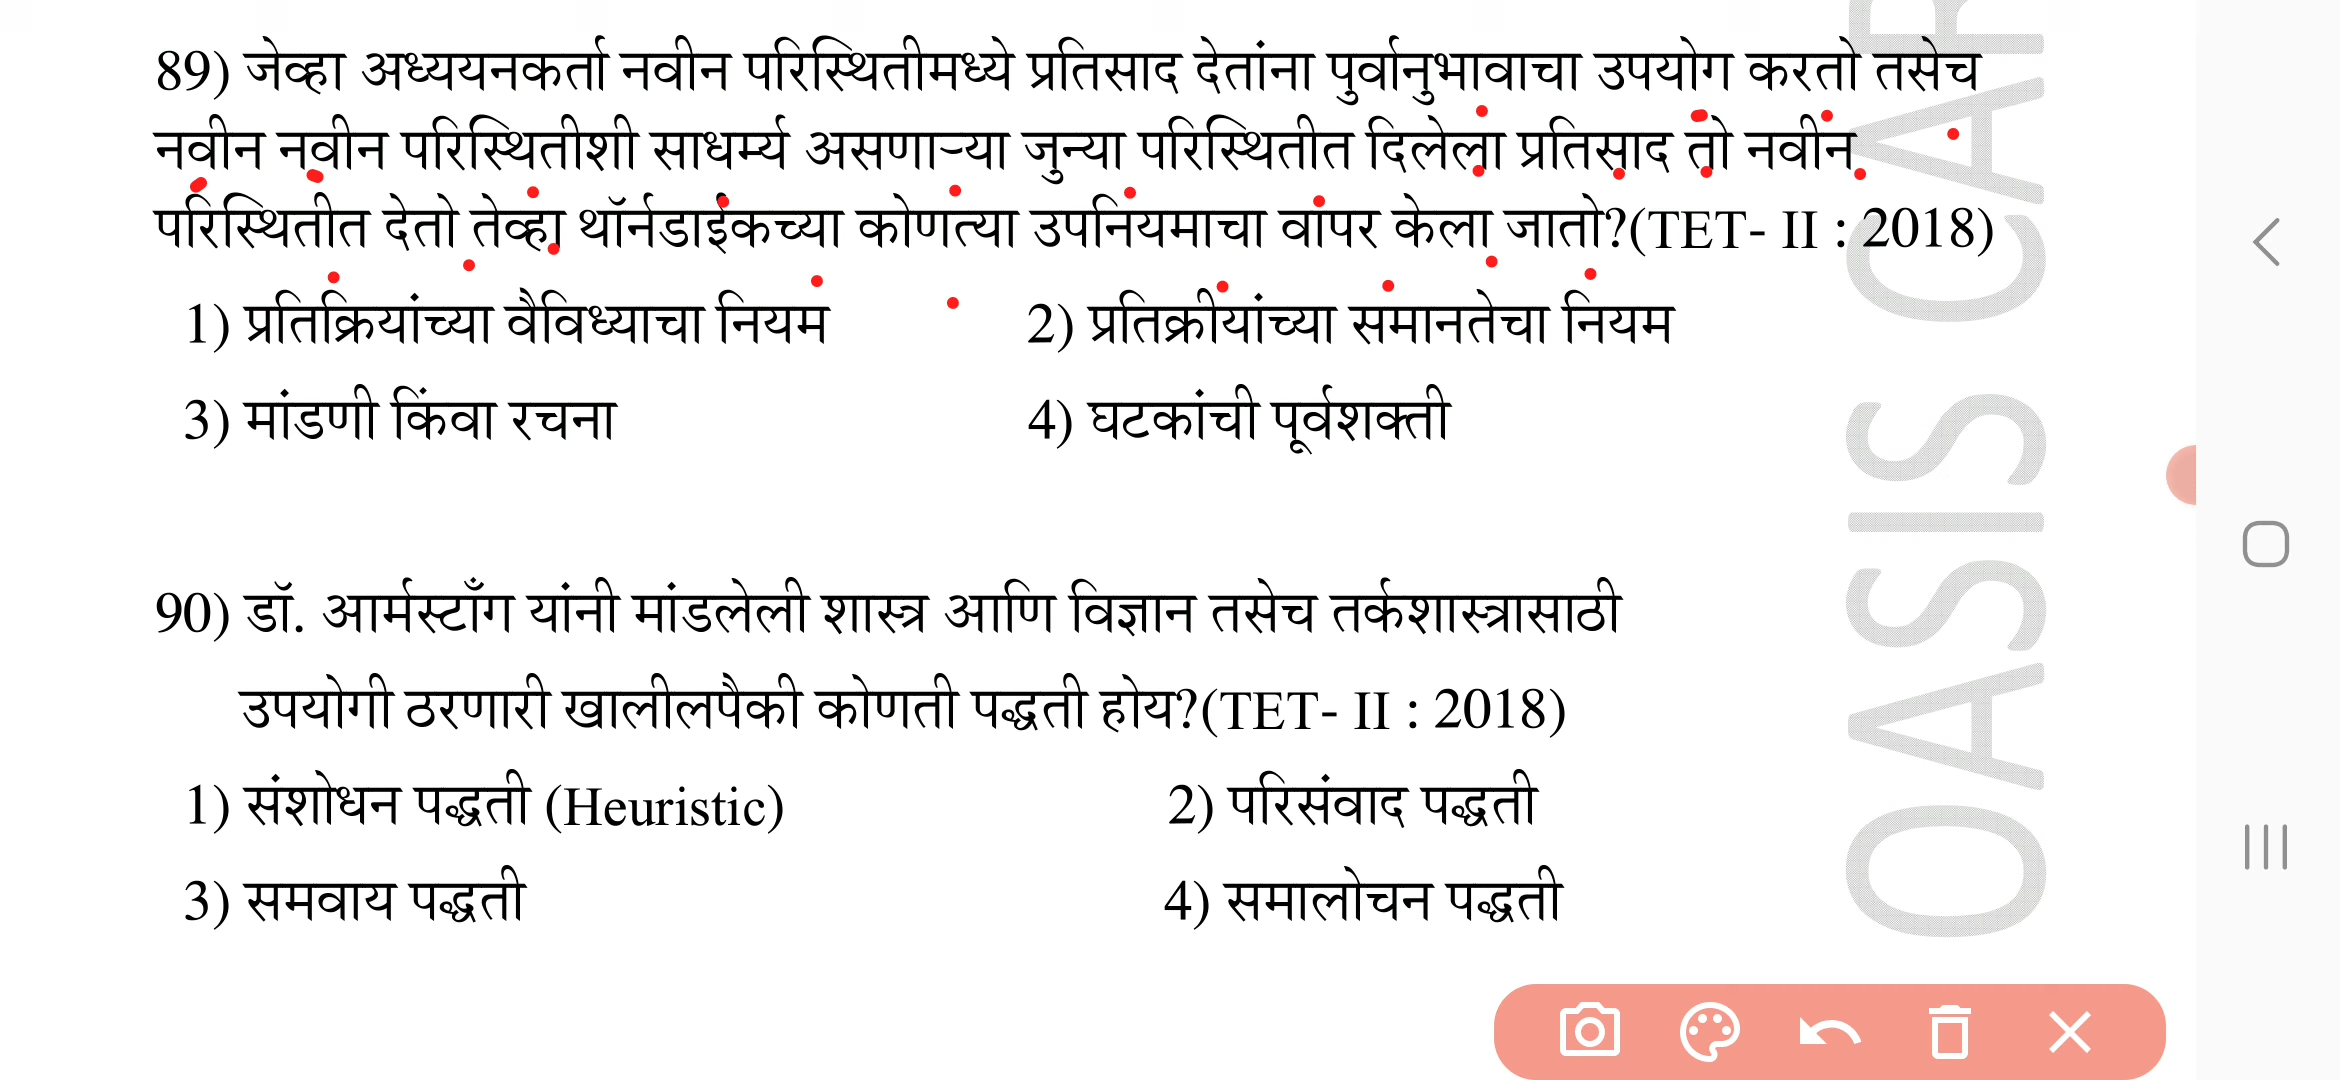 89) जेव्हा अध्ययनकर्ता नवीन परिस्थितीमध्ये प्रतिसाद देतांना पुर्वानुभावाचा उपयोग करतो तसेच
नवीन नवीन परिस्थितीशी साधर्म्य असणाऱ्या जुन्या परिस्थितीत दिलेला प्रतिसाद तो नवीन
परिस्थितीत देतो तेव्हा थॉर्नडाईकच्या कोणत्या उपनियमाचा वापर केला जातो?(TET- II : 2018)
1) प्रतिक्रियांच्या वैविध्याचा नियम 2) प्रतिक्रीयांच्या समानतेचा नियम
3) मांडणी किंवा रचना 4) घटकांची पूर्वशक्ती
90) डॉ. आर्मस्टाँग यांनी मांडलेली शास्त्र आणि विज्ञान तसेच तर्कशास्त्रासाठी
उपयोगी ठरणारी खालीलपैकी कोणती पद्धती होय?(TET- II : 2018)
1) संशोधन पद्धती (Heuristic) 2) परिसंवाद पद्धती
3) समवाय पद्धती 4) समालोचन पद्धती
OASIS CAR